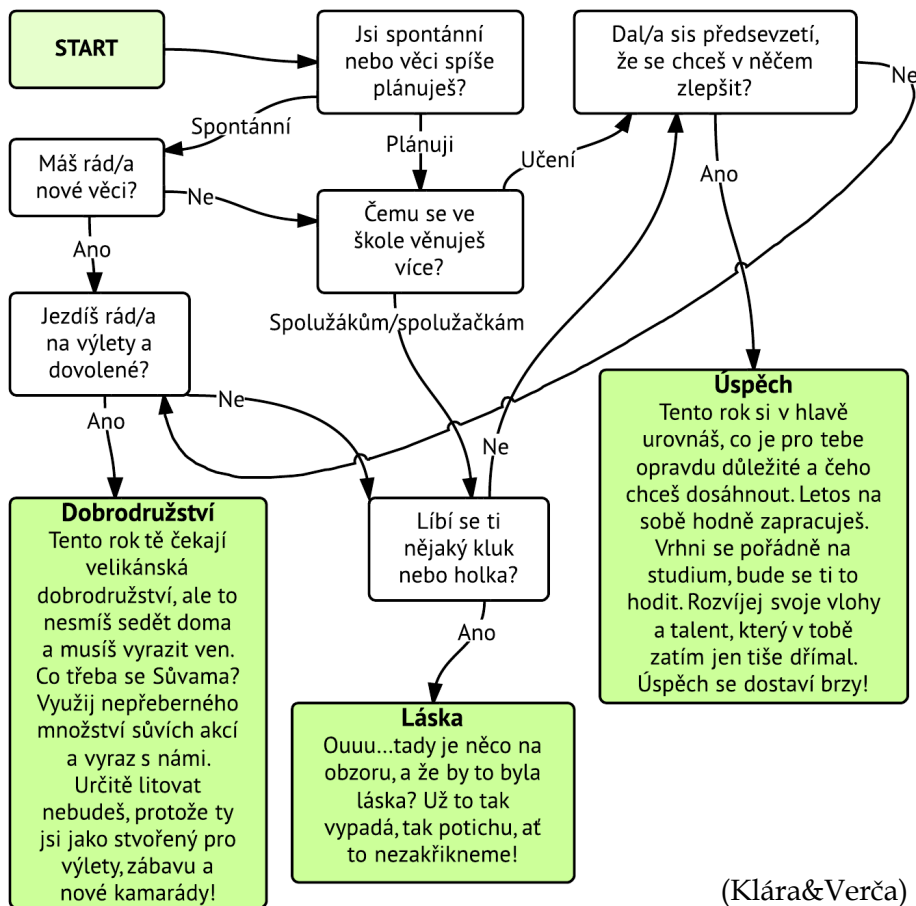 START
Jsi spontánní
nebo věci spíše
plánuješ?
Dal/a sis předsevzetí,
že se chceš v něčem
zlepšit?
Ne
Spontánní
Plánuji
Učení
Ano
Máš rád/a
nové věci?
Ne
Čemu se ve
škole věnuješ
více?
Ano
Jezdíš rád/a
na výlety a
dovolené?
Spolužákům/spolužačkám
Ne
Ano
Ne
Úspěch
Tento rok si v hlavě
urovnáš, co je pro tebe
opravdu důležité a čeho
chceš dosáhnout. Letos na
sobě hodně zapracuješ.
Vrhni se pořádně na
studium, bude se ti to
hodit. Rozvíjej svoje vlohy
a talent, který v tobě
zatím jen tiše dřímal.
Úspěch se dostaví brzy!
Dobrodružství
Tento rok tě čekají
velikánská
dobrodružství, ale to
nesmíš sedět doma
a musíš vyrazit ven.
Co třeba se Sůvama?
Využij nepřeberného
množství sůvích akcí
a vyraz s námi.
Určitě litovat
nebudeš, protože ty
jsi jako stvořený pro
výlety, zábavu a
nové kamarády!
Líbí se ti
nějaký kluk
nebo holka?
Ano
Láska
Ouuu...tady je něco na
obzoru, a že by to byla
láska? Už to tak
vypadá, tak potichu, ať
to nezakřikneme!
(Klára&Verča)